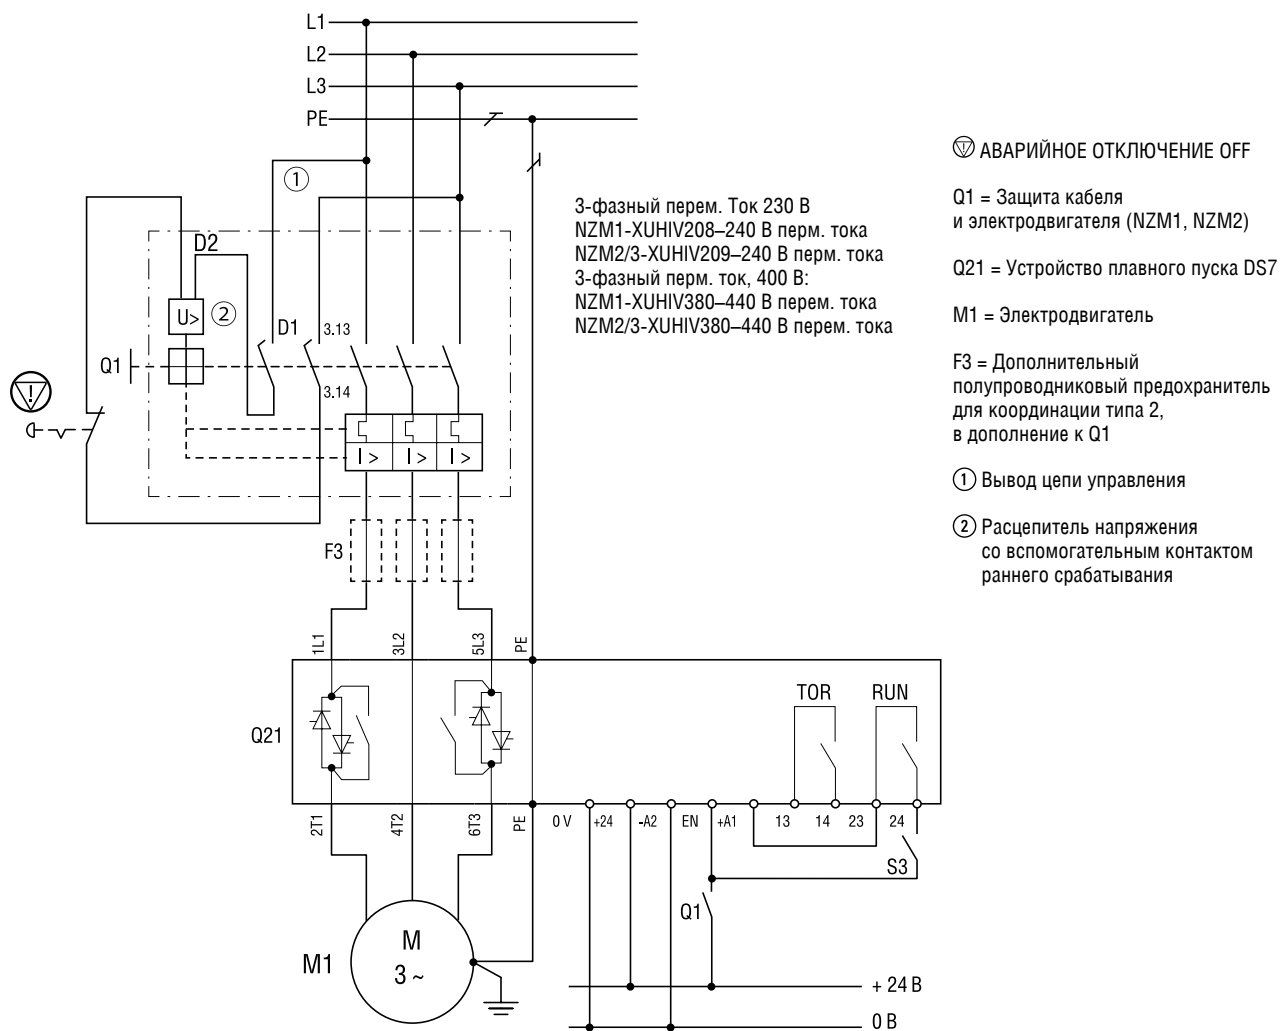 L1
L2
L3
PE
1
D2
U>
2
D1
3.13
Q1
3.14
!
I >
I >
I >
F3
3-фазный перем. Ток 230 В
NZM1-XUHIV208–240 В перм. тока
NZM2/3-XUHIV209–240 В перм. тока
3-фазный перм. ток, 400 В:
NZM1-XUHIV380–440 В перем. тока
NZM2/3-XUHIV380–440 В перем. тока
! АВАРИЙНОЕ ОТКЛЮЧЕНИЕ OFF
Q1 = Защита кабеля
и электродвигателя (NZM1, NZM2)
Q21 = Устройство плавного пуска DS7
M1 = Электродвигатель
F3 = Дополнительный
полупроводниковый предохранитель
для координации типа 2,
в дополнение к Q1
1 Вывод цепи управления
2 Расцепитель напряжения
со вспомогательным контактом
раннего срабатывания
1L1
3L2
5L3
PE
TOR
RUN
Q21
2T1
4T2
6T3
PE
0 V
+24
-A2
EN
+A1
13
14
23
24
S3
Q1
M1
M
3 ~
+ 24 В
0 В